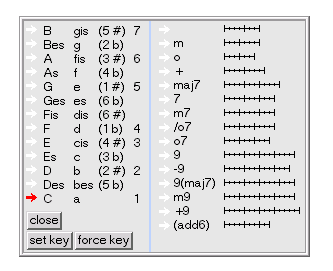 B gis (5 #) 7
Bes g (2 b)
A fis (3 #) 6
As f (4 b)
G e (1 #) 5
Ges es (6 b)
Fis dis (6 #)
F d (1 b) 4
E cis (4 #) 3
Es c (3 b)
D b (2 #) 2
Des bes (5 b)
C a 1
close
set key force key
m
o
+
maj7
7
m7
/o7
o7
9
-9
9(maj7)
m9
+9
(add6)